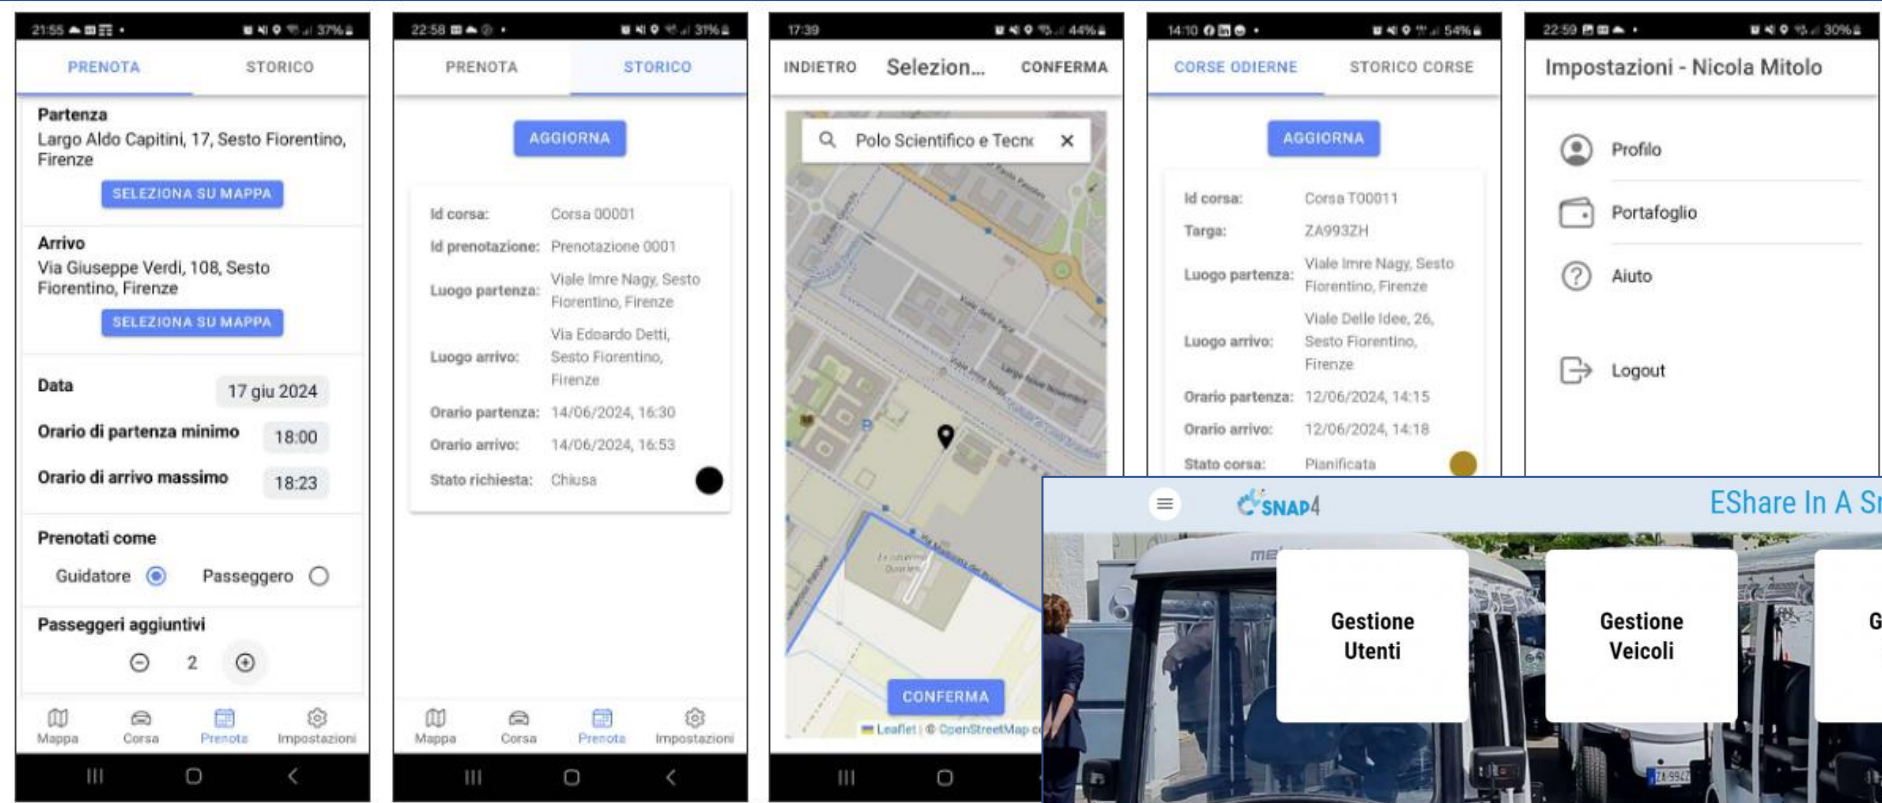 21:55
37%
PRENOTA
STORICO
Partenza
Largo Aldo Capitini, 17, Sesto Fiorentino,
Firenze
SELEZIONA SU MAPPA
Arrivo
Via Giuseppe Verdi, 108, Sesto
Fiorentino, Firenze
SELEZIONA SU MAPPA
Data
17 giu 2024
Orario di partenza minimo
18:00
Orario di arrivo massimo
18:23
Prenotati come
Guidatore
Passeggero
Passeggeri aggiuntivi
2
Mappa
Corsa
Prenota
Impostazioni
22:58
31%
PRENOTA
STORICO
AGGIORNA
Id corsa: Corsa 00001
Id prenotazione: Prenotazione 0001
Luogo partenza: Viale Imre Nagy, Sesto
Fiorentino, Firenze
Luogo arrivo: Via Edoardo Detti,
Sesto Fiorentino,
Firenze
Orario partenza: 14/06/2024, 16:30
Orario arrivo: 14/06/2024, 16:53
Stato richiesta: Chiusa
Mappa
Corsa
Prenota
Impostazioni
17:39
44%
INDIETRO
Selezion...
CONFERMA
Polo Scientifico e Tecn
Viale della Pace
Viale Imre Nagy
Largo Nove Novembre
P
CONFERMA
Leaflet | © OpenStreetMap
14:10
54%
CORSE ODIERNE
STORICO CORSE
AGGIORNA
Id corsa: Corsa T00011
Targa: ZA993ZH
Luogo partenza: Viale Imre Nagy, Sesto
Fiorentino, Firenze
Luogo arrivo: Viale Delle Idee, 26,
Sesto Fiorentino,
Firenze
Orario partenza: 12/06/2024, 14:15
Orario arrivo: 12/06/2024, 14:18
Stato corsa: Pianificata
22:59
30%
Impostazioni - Nicola Mitolo
Profilo
Portafoglio
Aiuto
Logout
SNAP4
EShare In A S
Gestione
Utenti
Gestione
Veicoli
G